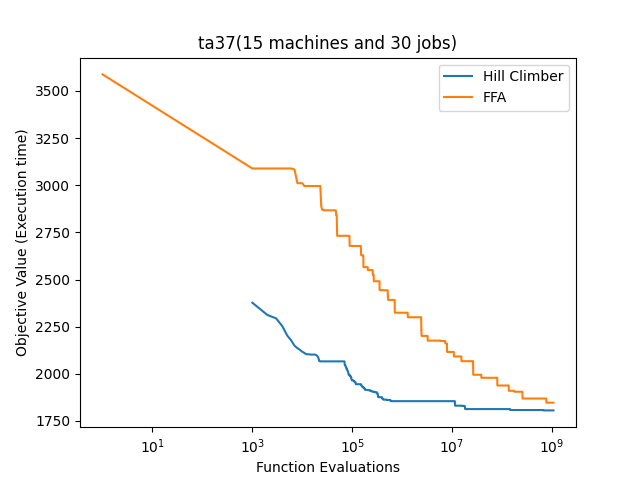 ta37(15 machines and 30 jobs)
Hill Climber
FFA
Objective Value (Execution time)
3500
3250
3000
2750
2500
2250
2000
1750
10^1 10^3 10^5 10^7 10^9
Function Evaluations